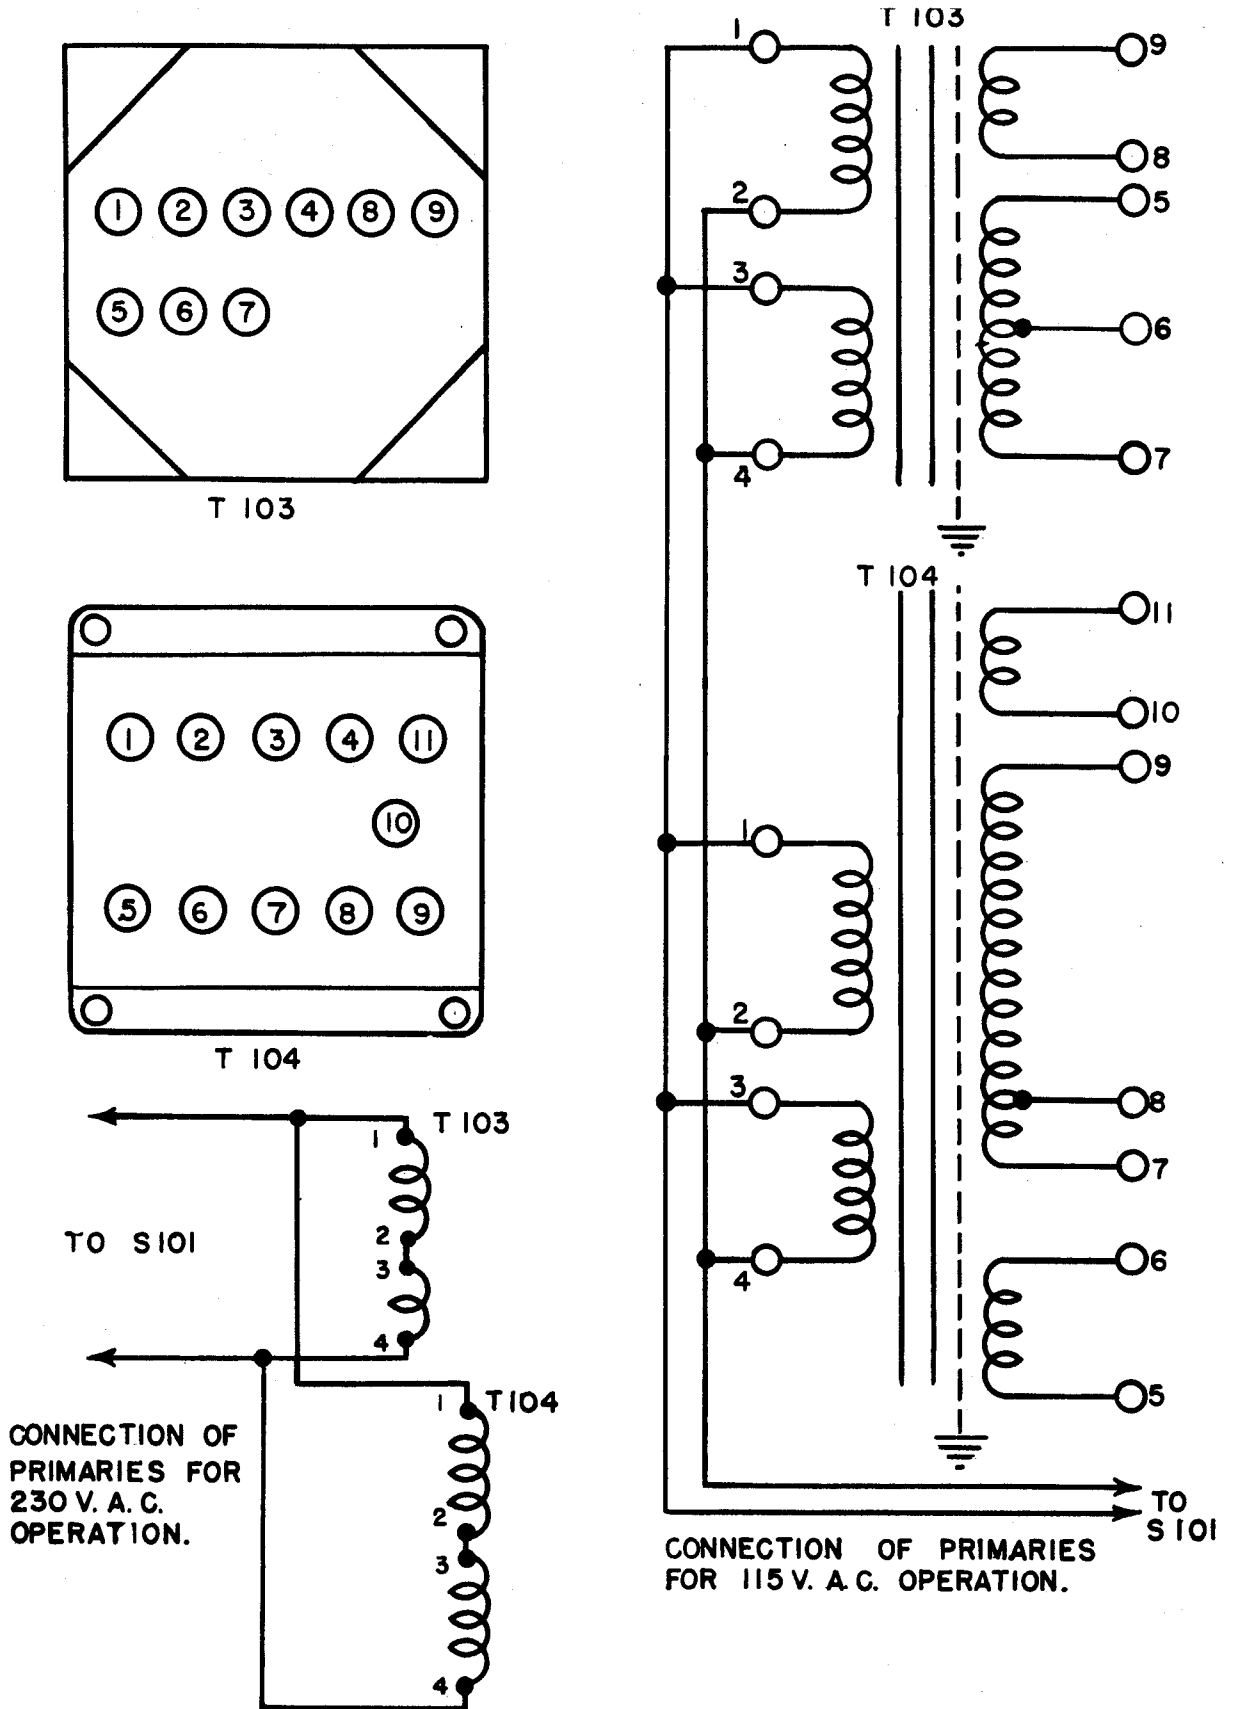 1 2 3 4 8 9
5 6 7
T 103
1 2 3 4 11
10
5 6 7 8 9
T 104
T 103
1
2
3
4
TO S101
T104
1
2
3
4
CONNECTION OF
PRIMARIES FOR
230 V. A. C.
OPERATION.
T 103
1
2
3
4
9
8
5
6
7
T 104
1
2
3
4
11
10
9
8
7
6
5
TO
S101
CONNECTION OF PRIMARIES
FOR 115 V. A.C. OPERATION.